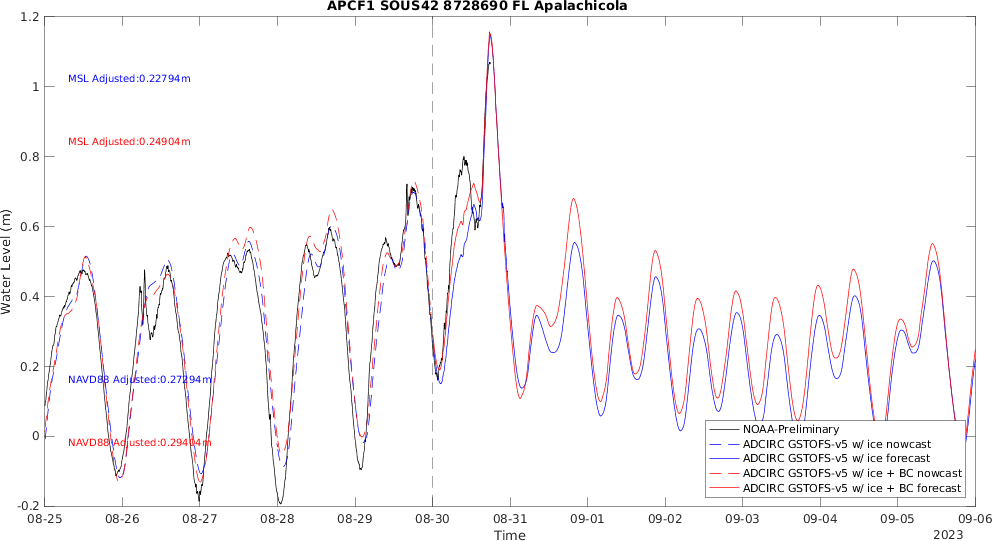 APCF1 SOUS42 8728690 FL Apalachicola
1.2
1
0.8
0.6
0.4
0.2
0
-0.2
Water Level (m)
MSL Adjusted:0.22794m
MSL Adjusted:0.24904m
NAVD88 Adjusted:0.27294m
NAVD88 Adjusted:0.29404m
NOAA-Preliminary
ADCIRC GSTOFS-v5 w/ ice nowcast
ADCIRC GSTOFS-v5 w/ ice forecast
ADCIRC GSTOFS-v5 w/ ice + BC nowcast
ADCIRC GSTOFS-v5 w/ ice + BC forecast
08-25 08-26 08-27 08-28 08-29 08-30 08-31 09-01 09-02 09-03 09-04 09-05 09-06
Time
2023